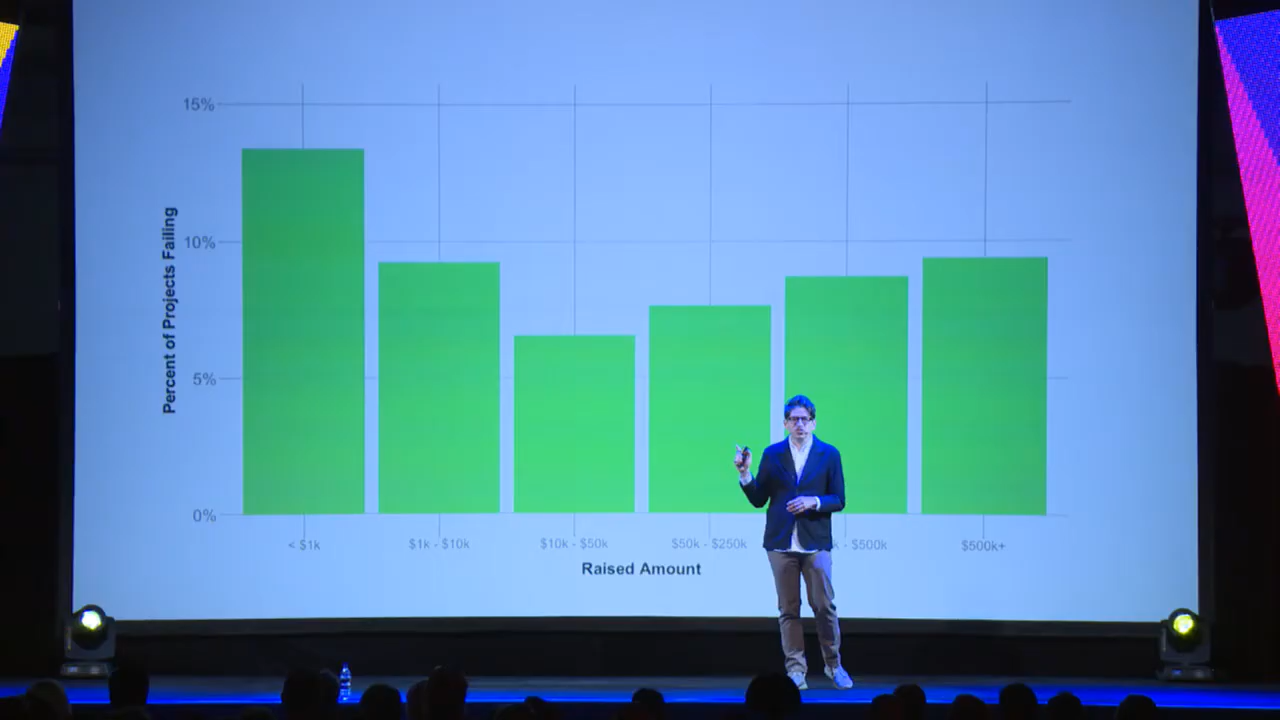 15%
10%
5%
0%
Percent of Projects Failing
< $1k
$1k - $10k
$10k - $50k
$50k - $250k
k - $500k
$500k+
Raised Amount